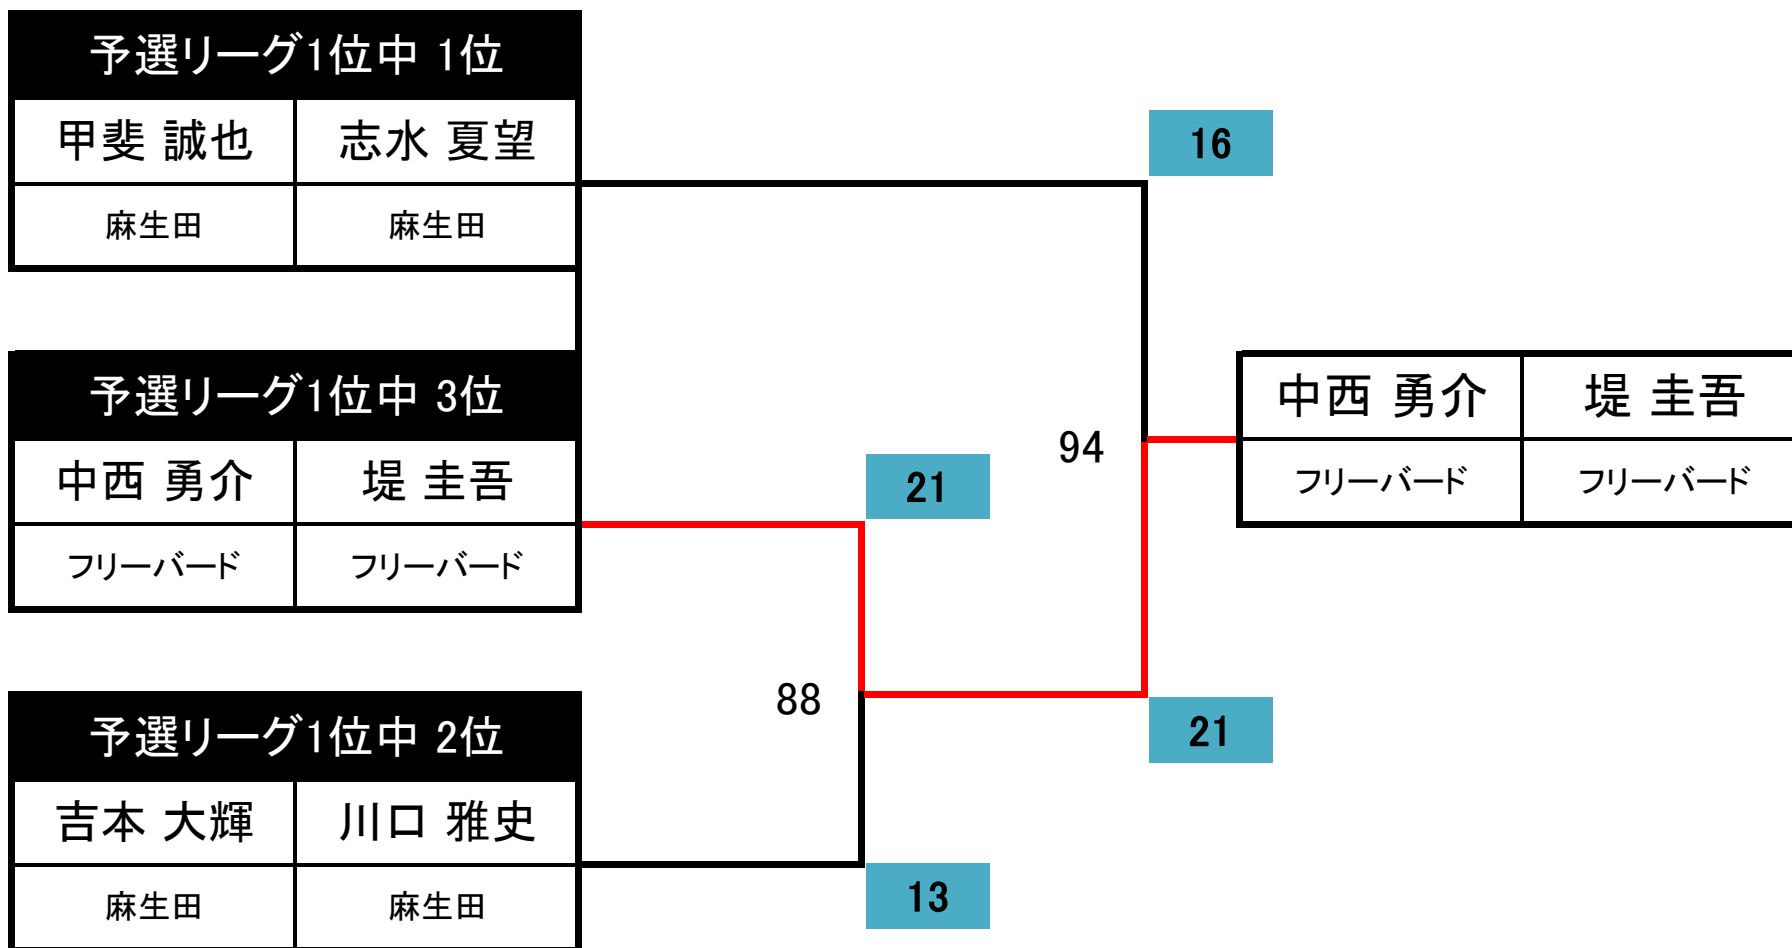 予選リーグ1位中 1位
甲斐 誠也 志水 夏望
麻生田 麻生田
16
予選リーグ1位中 3位
中西 勇介 堤 圭吾
フリーバード フリーバード
21
94
中西 勇介 堤 圭吾
フリーバード フリーバード
88
21
予選リーグ1位中 2位
吉本 大輝 川口 雅史
麻生田 麻生田
13